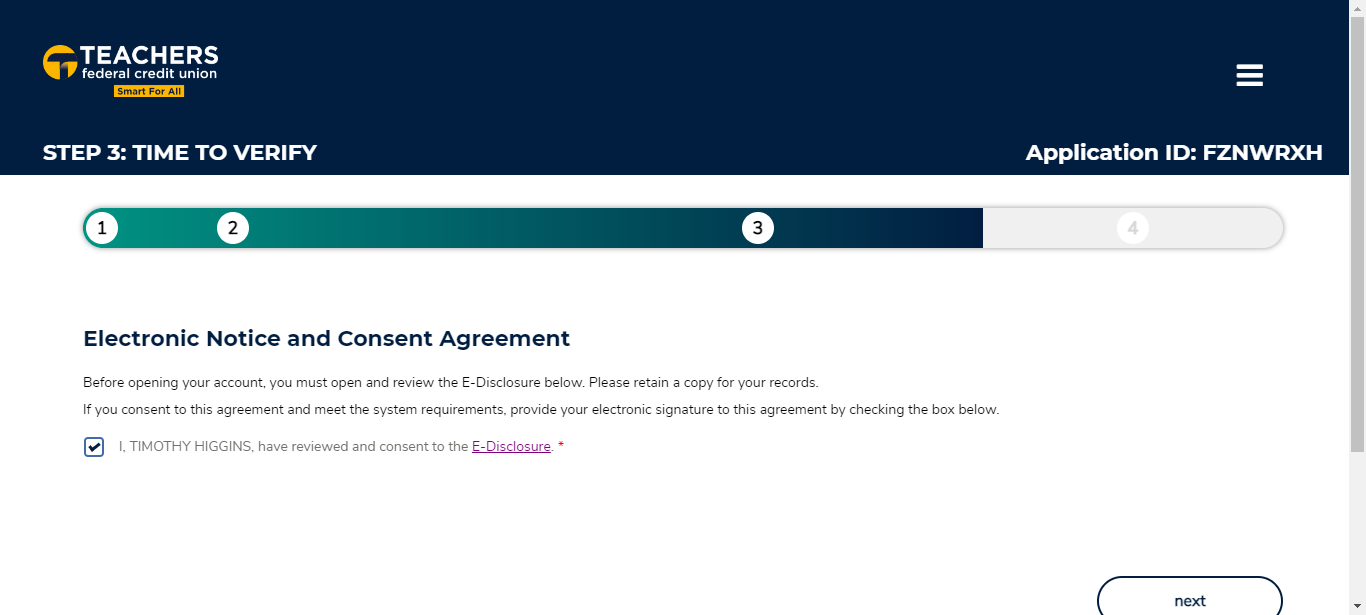 TEACHERS
federal credit union
Smart For All
STEP 3: TIME TO VERIFY
Application ID: FZNWRXH
1
2
3
4
Electronic Notice and Consent Agreement
Before opening your account, you must open and review the E-Disclosure below. Please retain a copy for your records.
If you consent to this agreement and meet the system requirements, provide your electronic signature to this agreement by checking the box below.
I, TIMOTHY HIGGINS, have reviewed and consent to the E-Disclosure. *
next